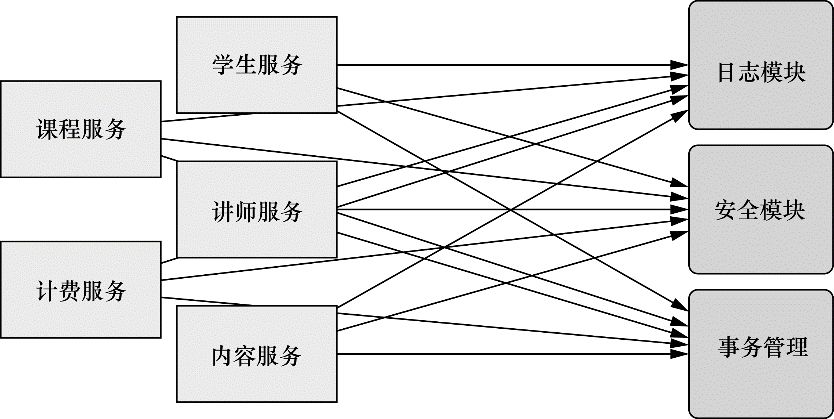 学生服务
课程服务
讲师服务
计费服务
内容服务
日志模块
安全模块
事务管理